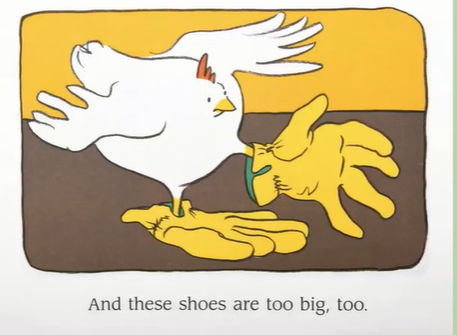 And these shoes are too big, too.